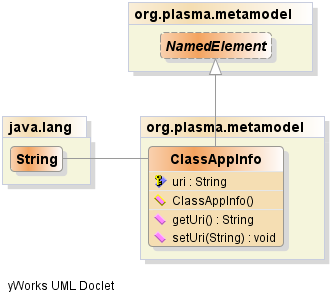 org.plasma.metamodel
NamedElement
java.lang
String
org.plasma.metamodel
ClassAppInfo
uri : String
ClassAppInfo()
getUri() : String
setUri(String) : void
yWorks UML Doclet